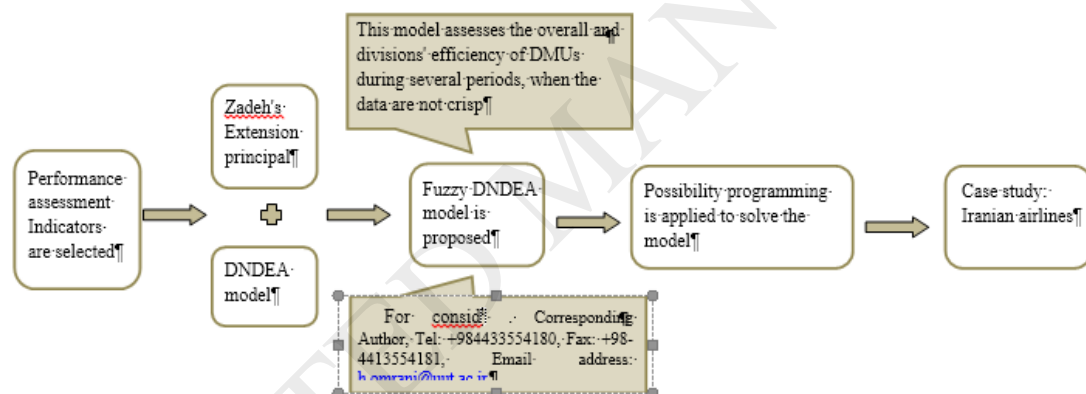 This model assesses the overall and
divisions' efficiency of DMUs
during several periods, when the
data are not crisp¶
Zadeh's
Extension
principal¶
Performance
assessment
Indicators
are selected¶
Fuzzy DNDEA
model is
proposed¶
Possibility programming
is applied to solve the
model¶
Case study:
Iranian airlines¶
DNDEA
model¶
For consid . Corresponding
Author, Tel: +984433554180, Fax: +98-
4413554181, Email address:
h.omrani@uut.ac.ir¶
TED MAN